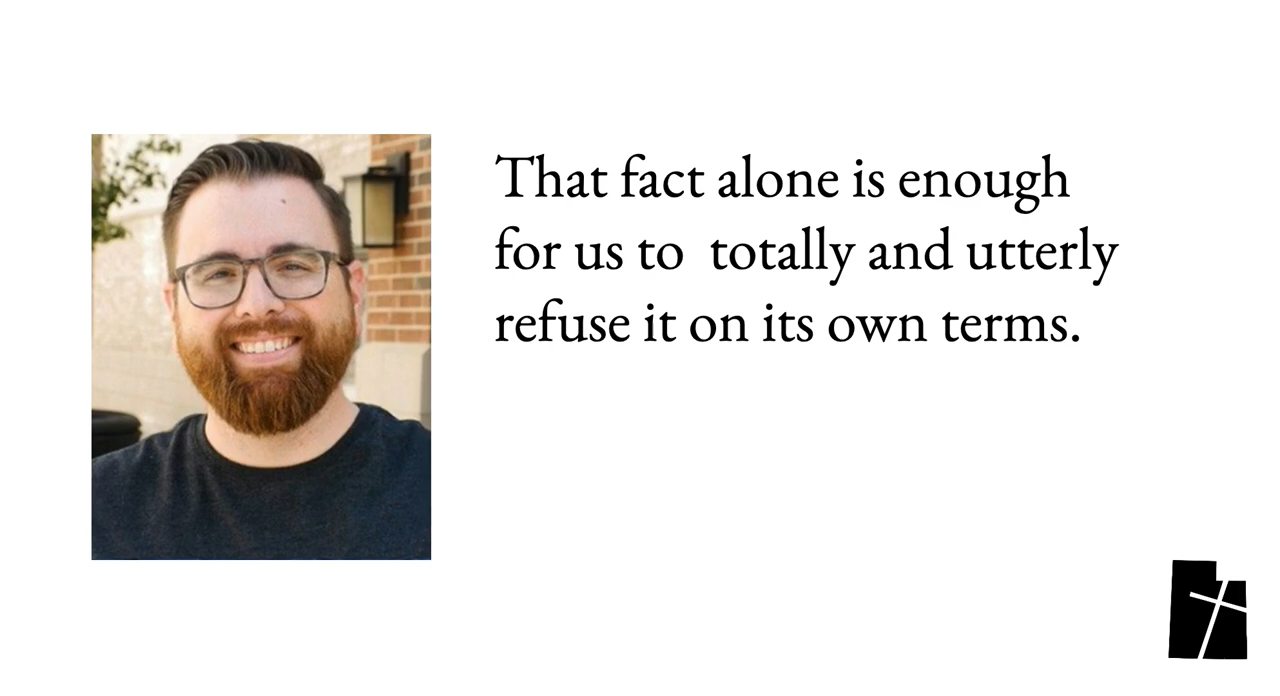 That fact alone is enough
for us to  totally and utterly
refuse it on its own terms.